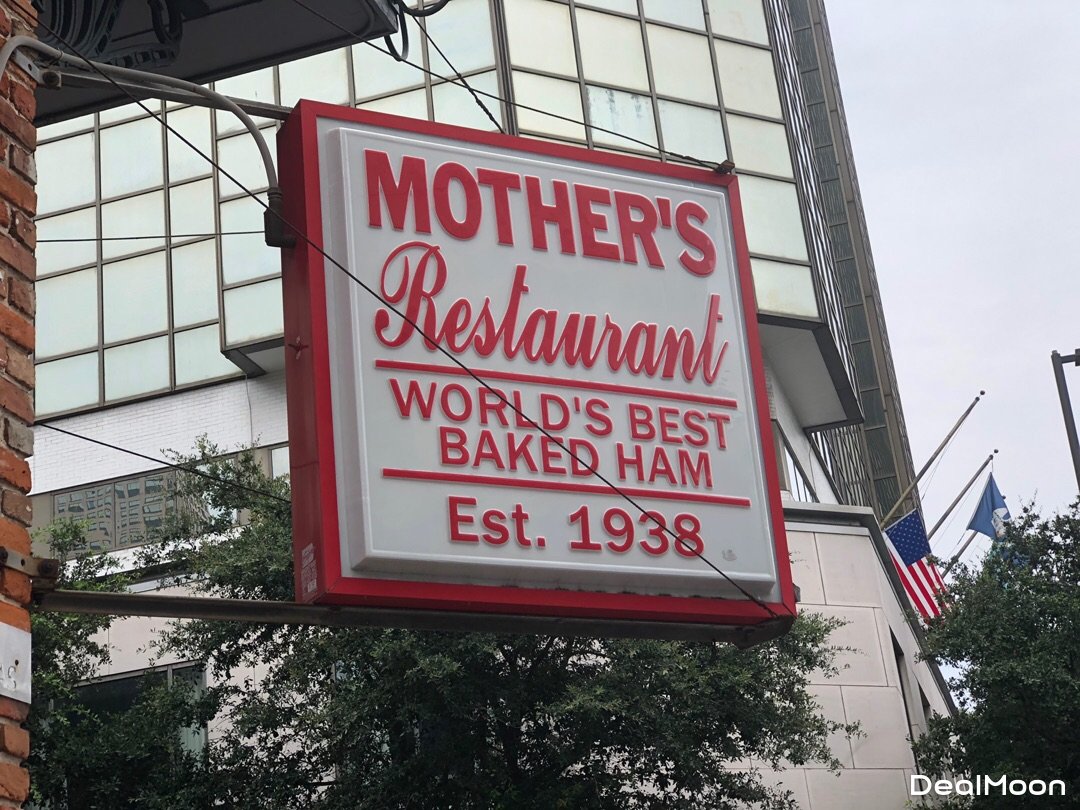 MOTHER'S
Restaurant
WORLD'S BEST
BAKED HAM
Est. 1938
DealMoon